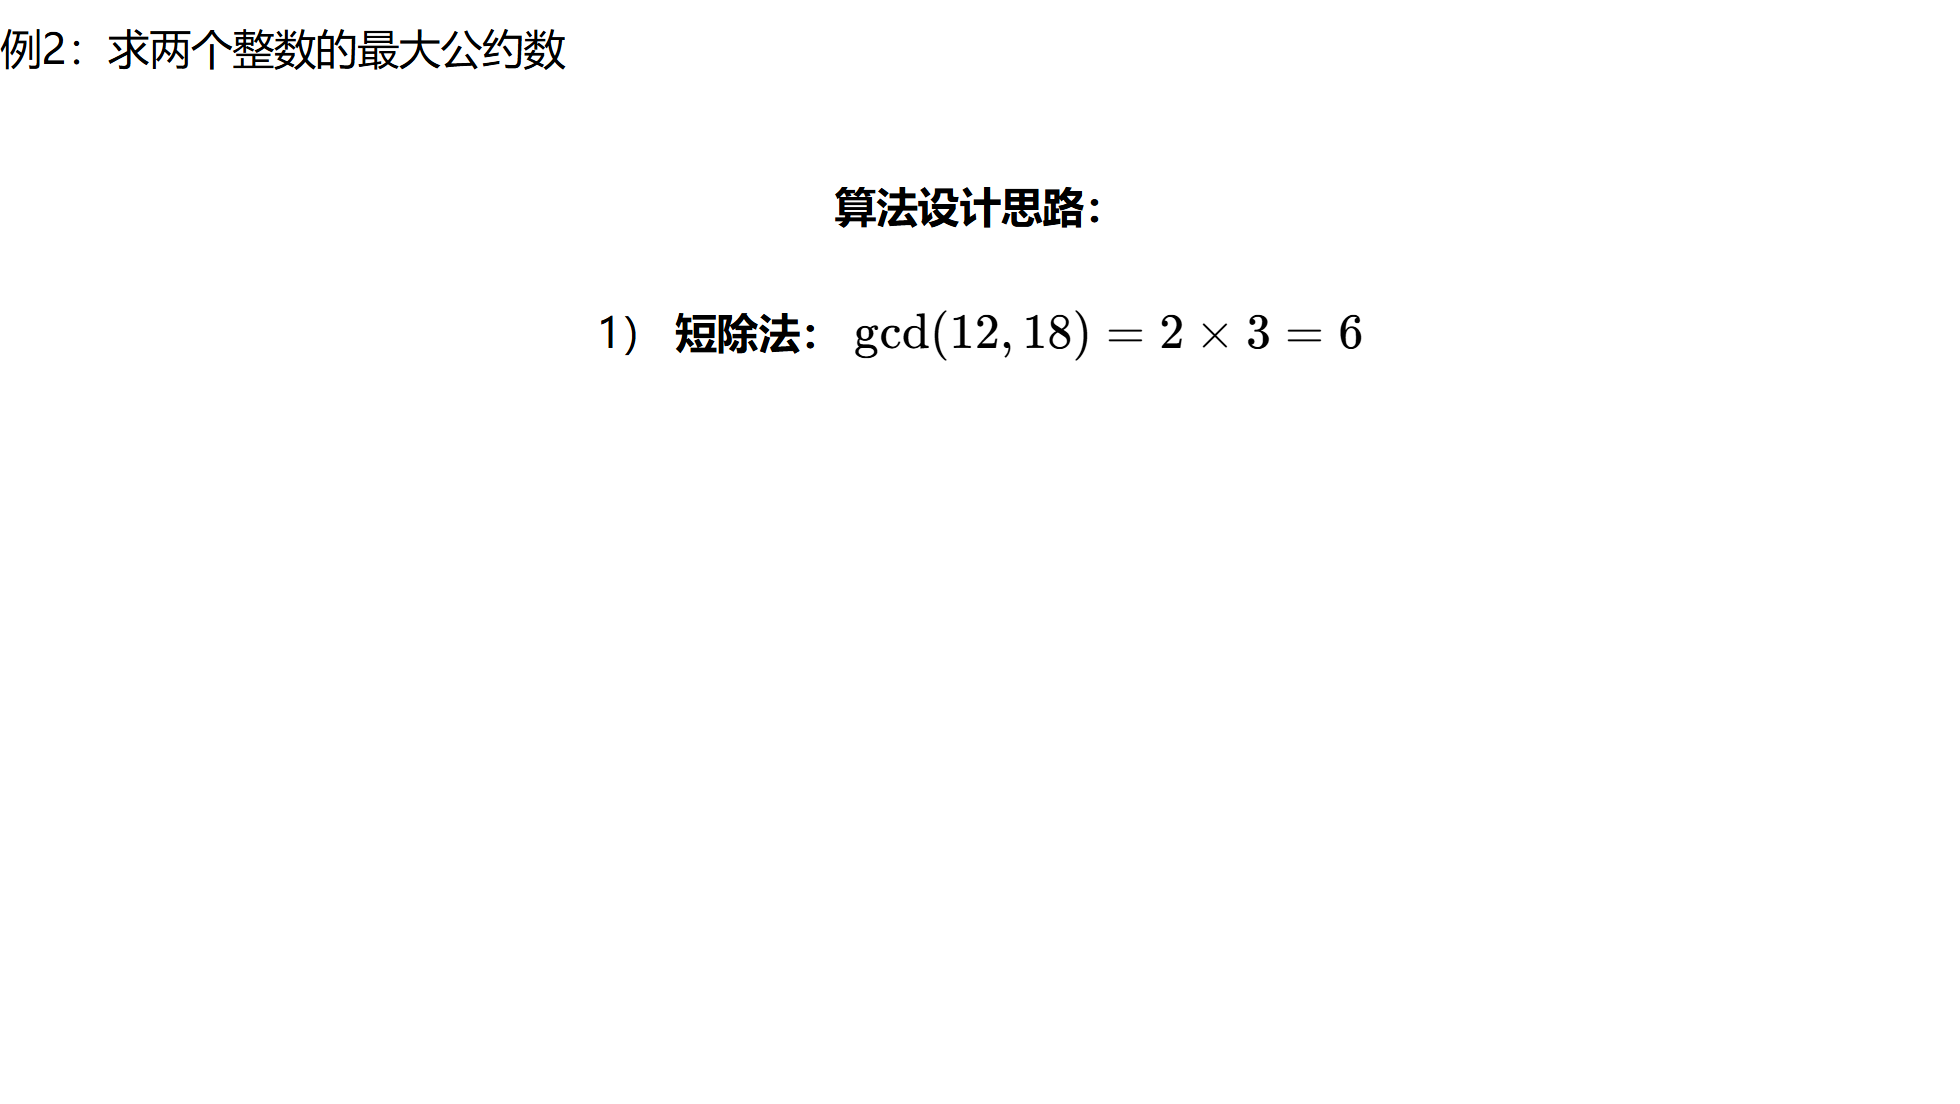 例2：求两个整数的最大公约数
算法设计思路：
1） 短除法： gcd(12, 18) = 2 × 3 = 6